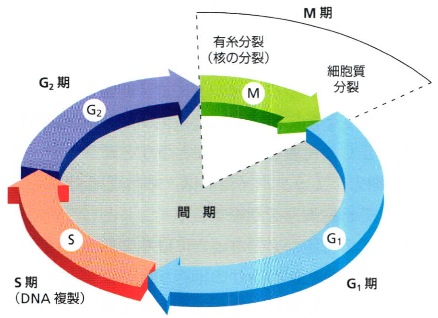 M 期
有糸分裂
(核の分裂)
細胞質
分裂
M
G₂ 期
G₂
間 期
S
G₁
S 期
(DNA 複製)
G₁ 期